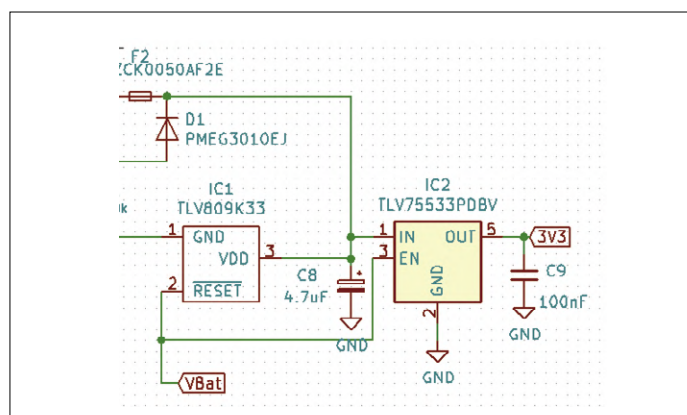 F2
ZCK0050AF2E
D1
PMEG3010EJ
IC1
TLV809K33
1
GND
VDD
3
2
RESET
C8
4.7uF
GND
VBat
IC2
TLV75533PDBV
1
IN
OUT
5
3
EN
GND
2
GND
3V3
C9
100nF
GND